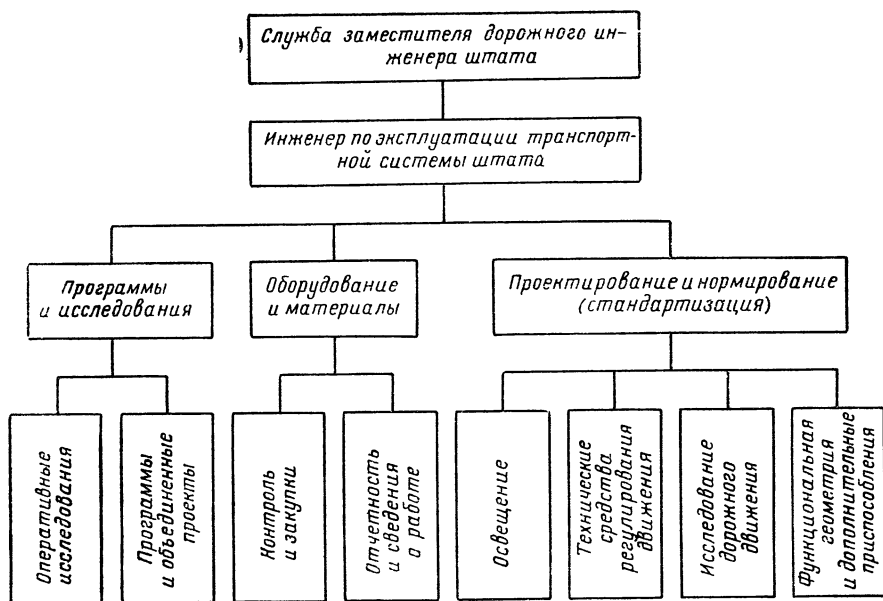 Служба заместителя дорожного ин-
женера штата
Инженер по эксплуатации транспорт-
ной системы штата
Программы
и исследования
Оборудование
и материалы
Проектирование и нормирование
(стандартизация)
Оперативные
исследования
Программы
и объединенные
проекты
Контроль
и закупки
Отчетность
и сведения
о работе
Освещение
Технические
средства
регулирования
движения
Исследование
дорожного
движения
Функциональная
геометрия
и дополнительные
приспособления